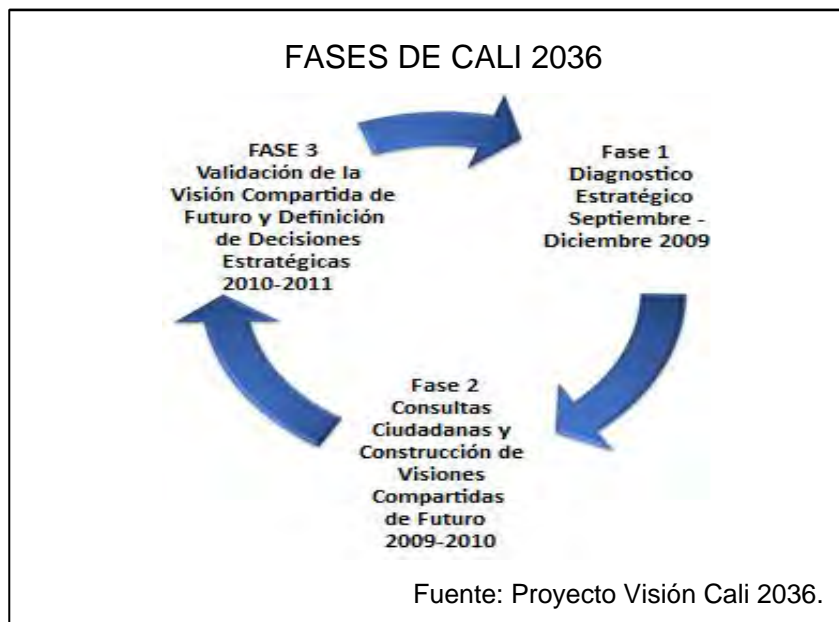 FASES DE CALI 2036
FASE 3
Validación de la
Visión Compartida de
Futuro y Definición
de Decisiones
Estratégicas
2010-2011
Fase 1
Diagnostico
Estratégico
Septiembre -
Diciembre 2009
Fase 2
Consultas
Ciudadanas y
Construcción de
Visiones
Compartidas
de Futuro
2009-2010
Fuente: Proyecto Visión Cali 2036.